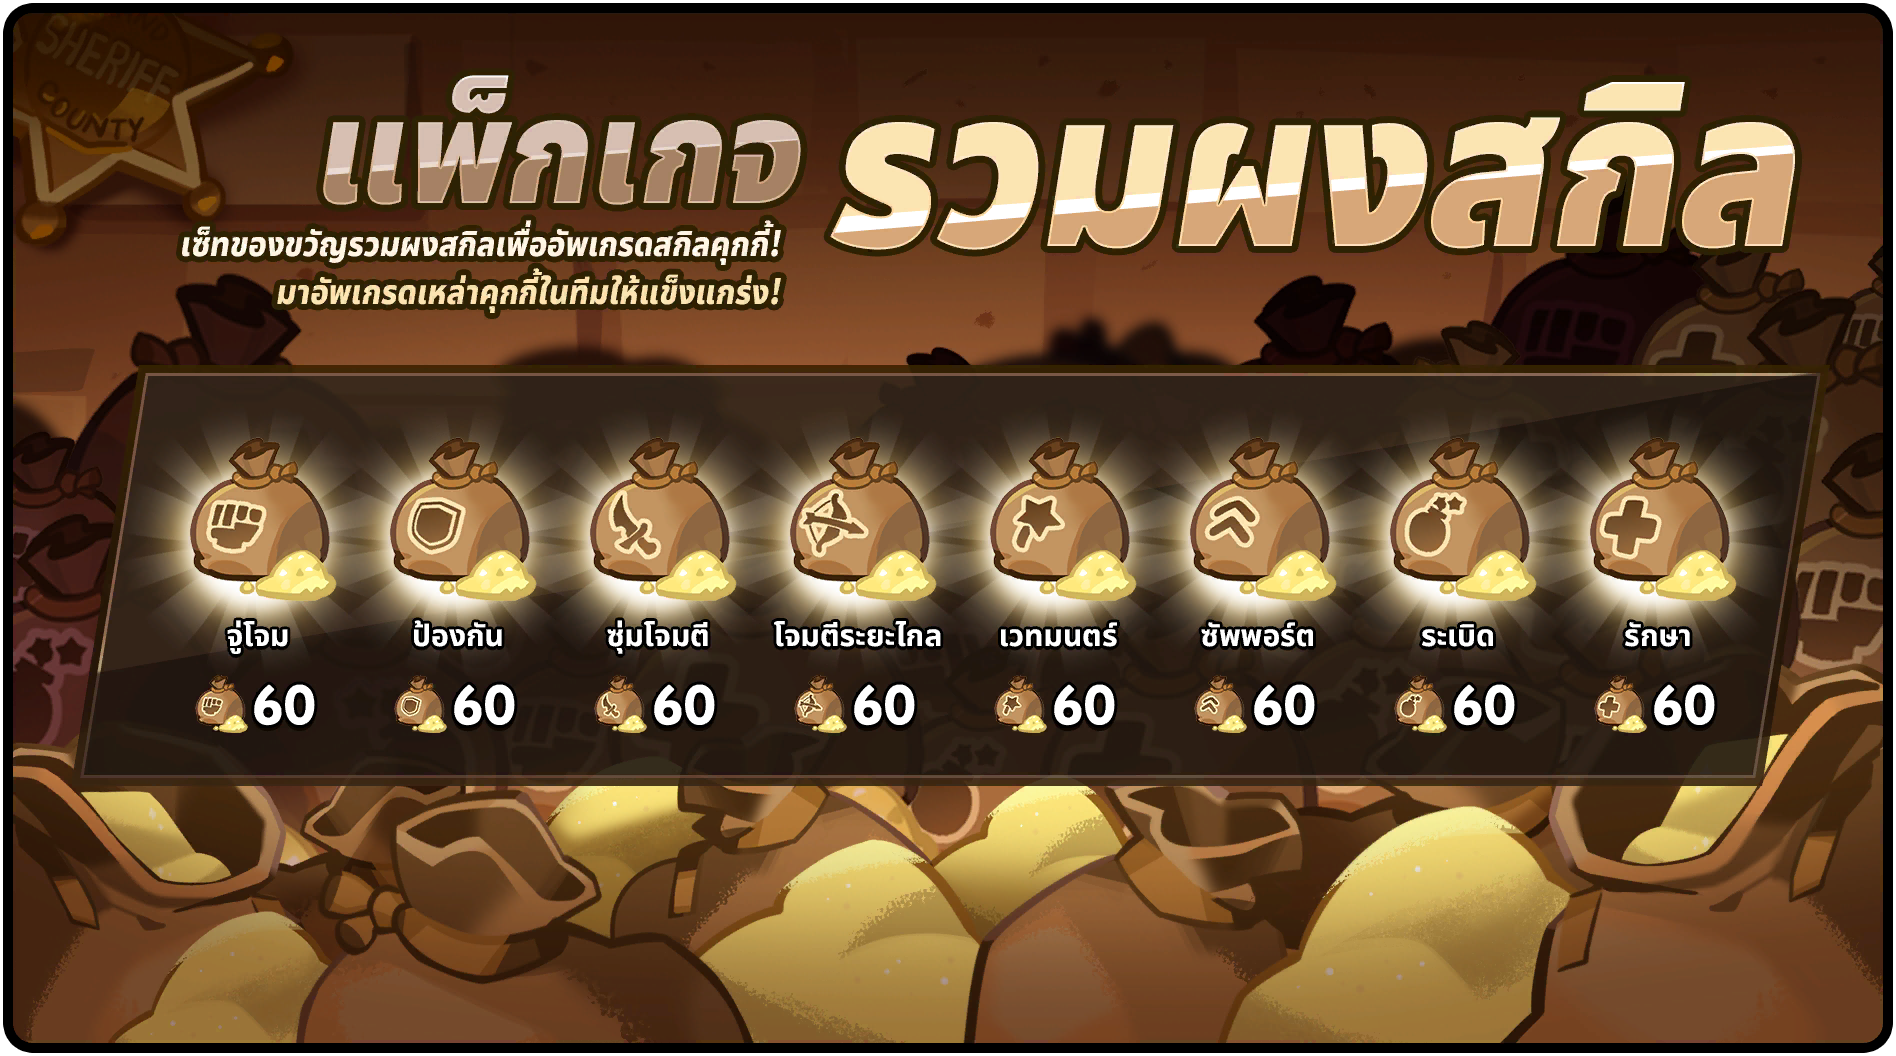 SHERIFF
COUNTY
แพ็กเกจ รวมผงสกิล
เซ็ทของขวัญรวมผงสกิลเพื่ออัพเกรดสกิลคุกกี้!
มาอัพเกรดเหล่าคุกกี้ในทีมให้แข็งแกร่ง!
จู่โจม ป้องกัน ซุ่มโจมตี โจมตีระยะไกล เวทมนตร์ ซัพพอร์ต ระเบิด รักษา
60 60 60 60 60 60 60 60